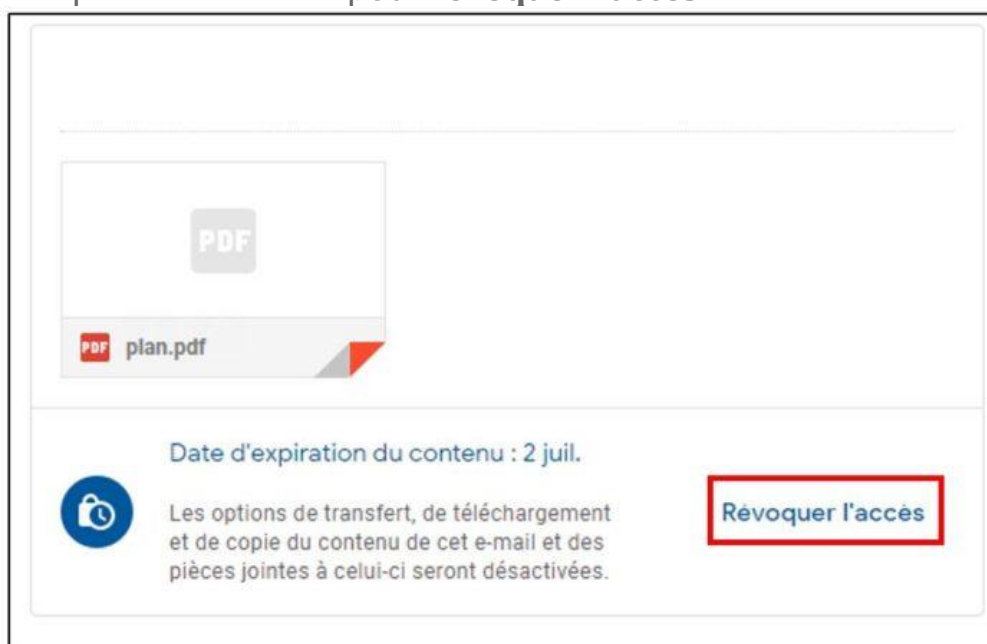 PDF
PDF plan.pdf
Date d'expiration du contenu : 2 juil.
Les options de transfert, de téléchargement
et de copie du contenu de cet e-mail et des
pièces jointes à celui-ci seront désactivées.
Révoquer l'accès